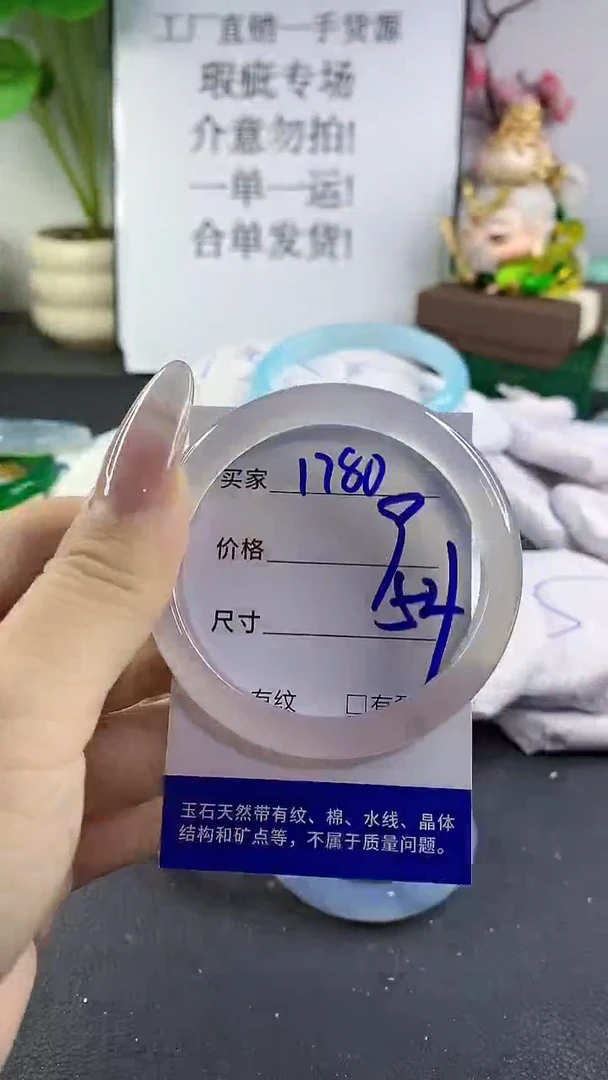 工厂直销一手货源
瑕疵专场
介意勿拍!
一单一运!
合单发货!
买家 1780
价格
尺寸 54
有纹 □有
玉石天然带有纹、棉、水线、晶体
结构和矿点等，不属于质量问题。